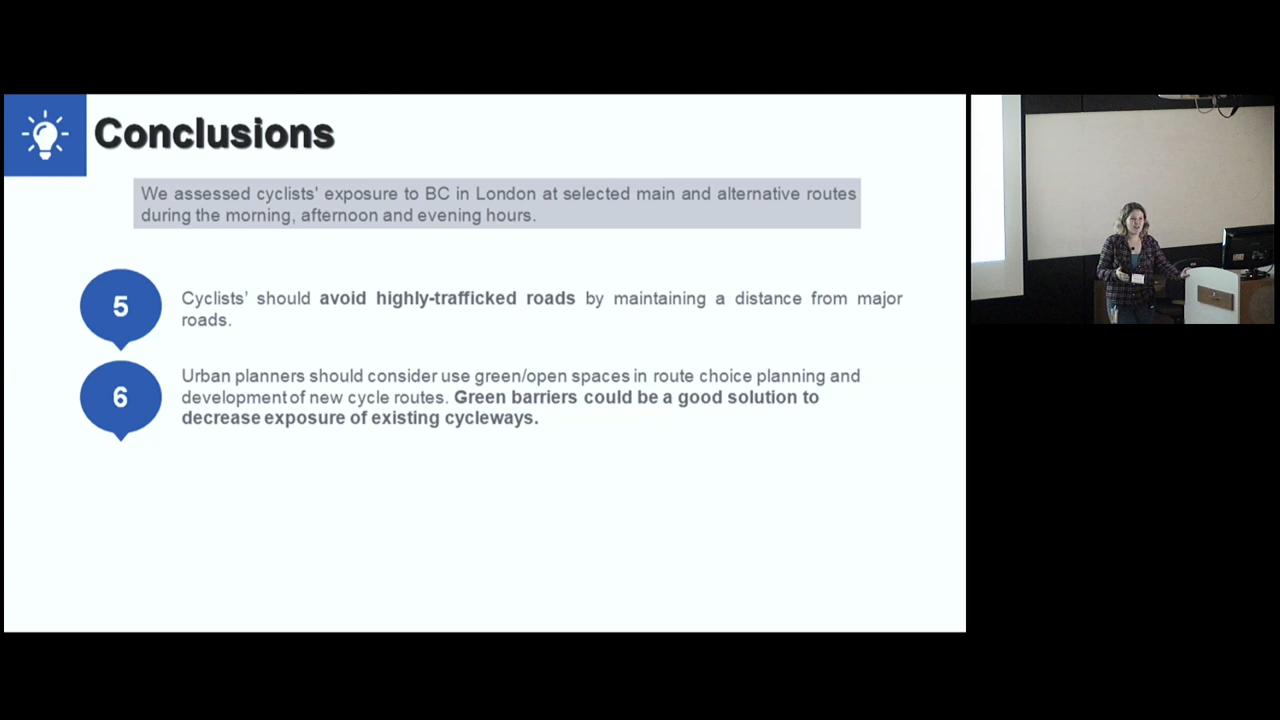 Conclusions
We assessed cyclists' exposure to BC in London at selected main and alternative routes
during the morning, afternoon and evening hours.
5
Cyclists’ should avoid highly-trafficked roads by maintaining a distance from major
roads.
6
Urban planners should consider use green/open spaces in route choice planning and
development of new cycle routes. Green barriers could be a good solution to
decrease exposure of existing cycleways.